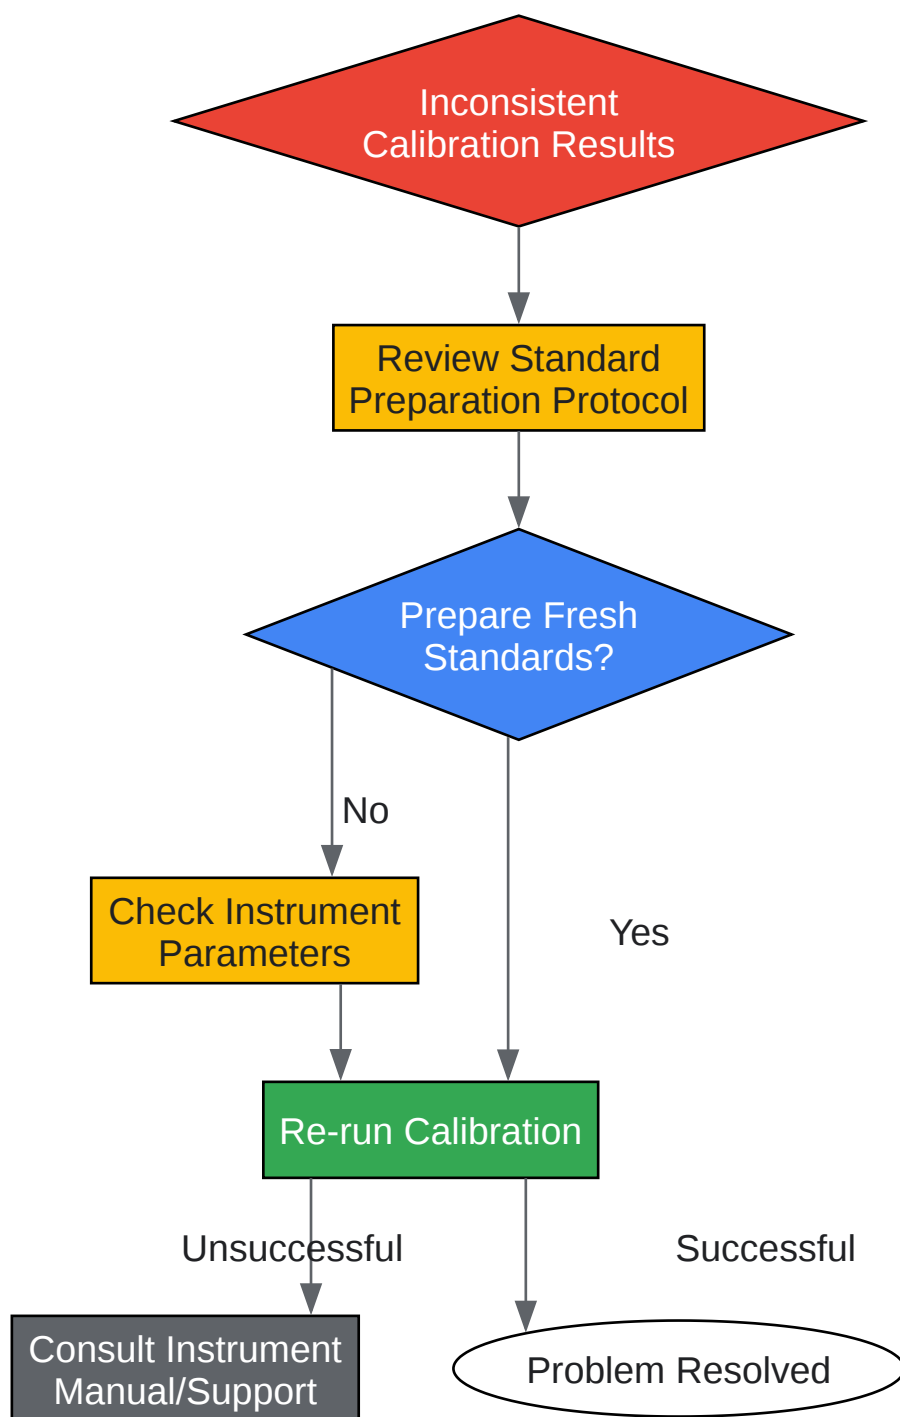 Inconsistent
Calibration Results
Review Standard
Preparation Protocol
Prepare Fresh
Standards?
No
Check Instrument
Parameters
Yes
Re-run Calibration
Unsuccessful
Successful
Consult Instrument
Manual/Support
Problem Resolved